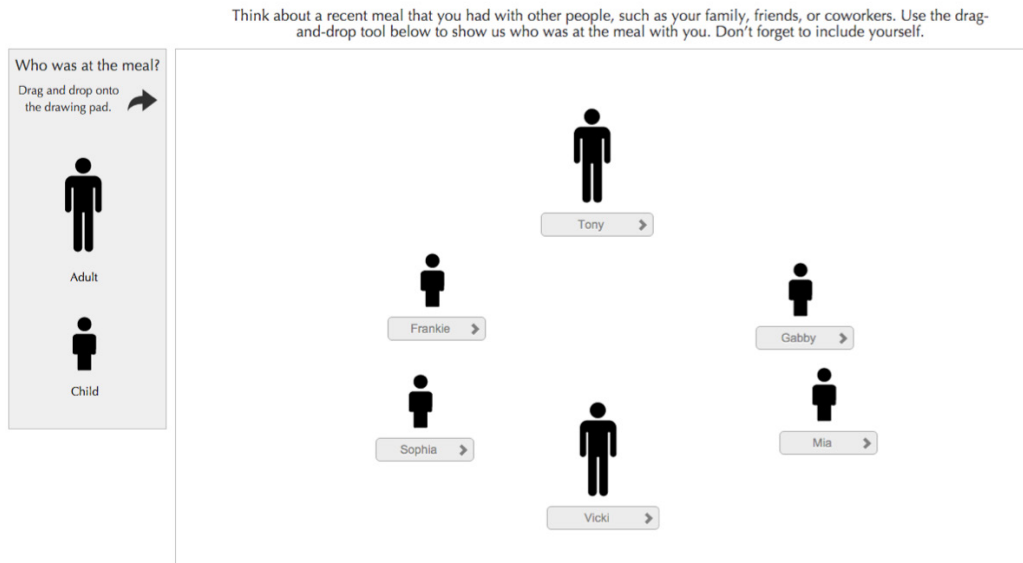 Think about a recent meal that you had with other people, such as your family, friends, or coworkers. Use the drag-
and-drop tool below to show us who was at the meal with you. Don't forget to include yourself.
Who was at the meal?
Drag and drop onto
the drawing pad.
Adult
Child
Tony
Frankie
Gabby
Sophia
Mia
Vicki